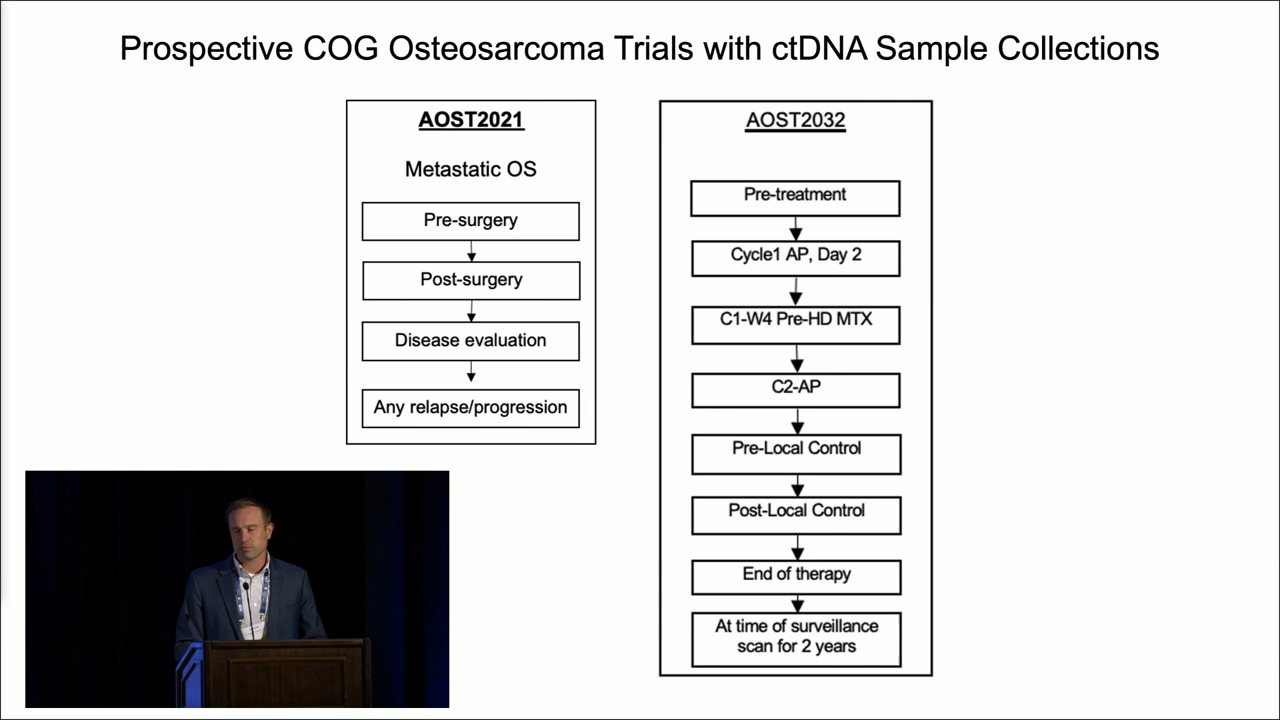 Prospective COG Osteosarcoma Trials with ctDNA Sample Collections
AOST2021
Metastatic OS
Pre-surgery
Post-surgery
Disease evaluation
Any relapse/progression
AOST2032
Pre-treatment
Cycle1 AP, Day 2
C1-W4 Pre-HD MTX
C2-AP
Pre-Local Control
Post-Local Control
End of therapy
At time of surveillance
scan for 2 years